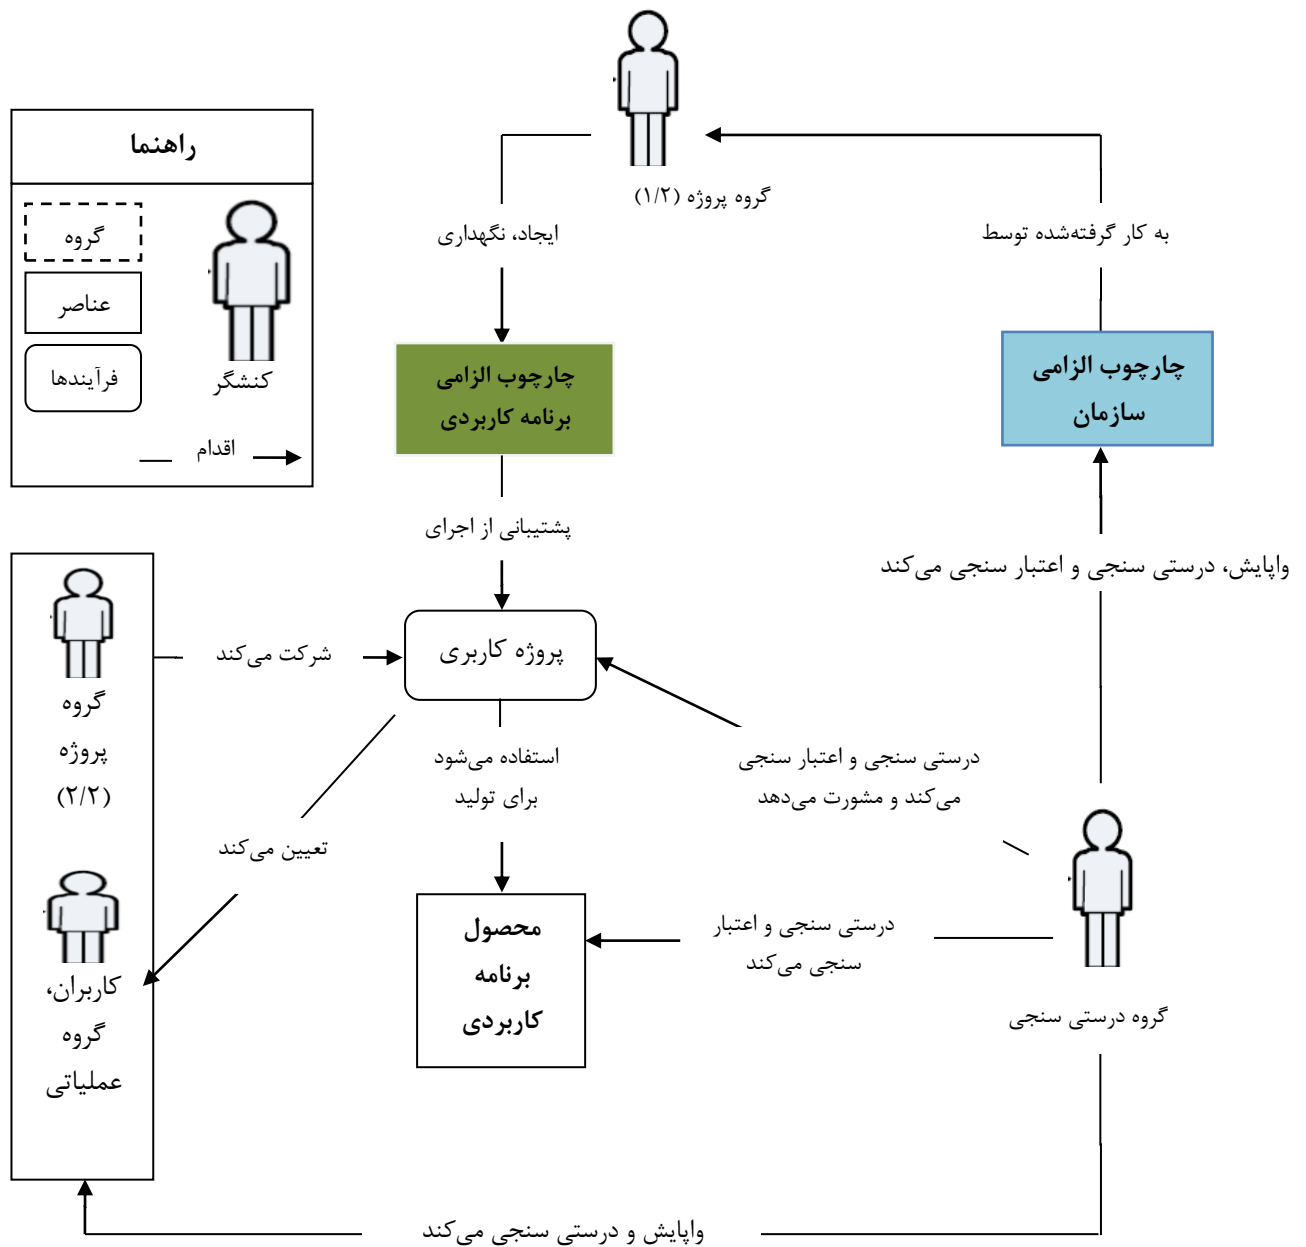 گروه پروژه (۱/۲)
راهنما
گروه
عناصر
فرآیندها
کنشگر
اقدام
ایجاد، نگهداری
به کار گرفته‌شده توسط
چارچوب الزامی
برنامه کاربردی
چارچوب الزامی
سازمان
پشتیبانی از اجرای
واپایش، درستی سنجی و اعتبار سنجی می‌کند
پروژه کاربری
شرکت می‌کند
گروه
پروژه
(۲/۲)
استفاده می‌شود
برای تولید
درستی سنجی و اعتبار سنجی
می‌کند و مشورت می‌دهد
تعیین می‌کند
محصول
برنامه
کاربردی
درستی سنجی و اعتبار
سنجی می‌کند
کاربران،
گروه
عملیاتی
گروه درستی سنجی
واپایش و درستی سنجی می‌کند